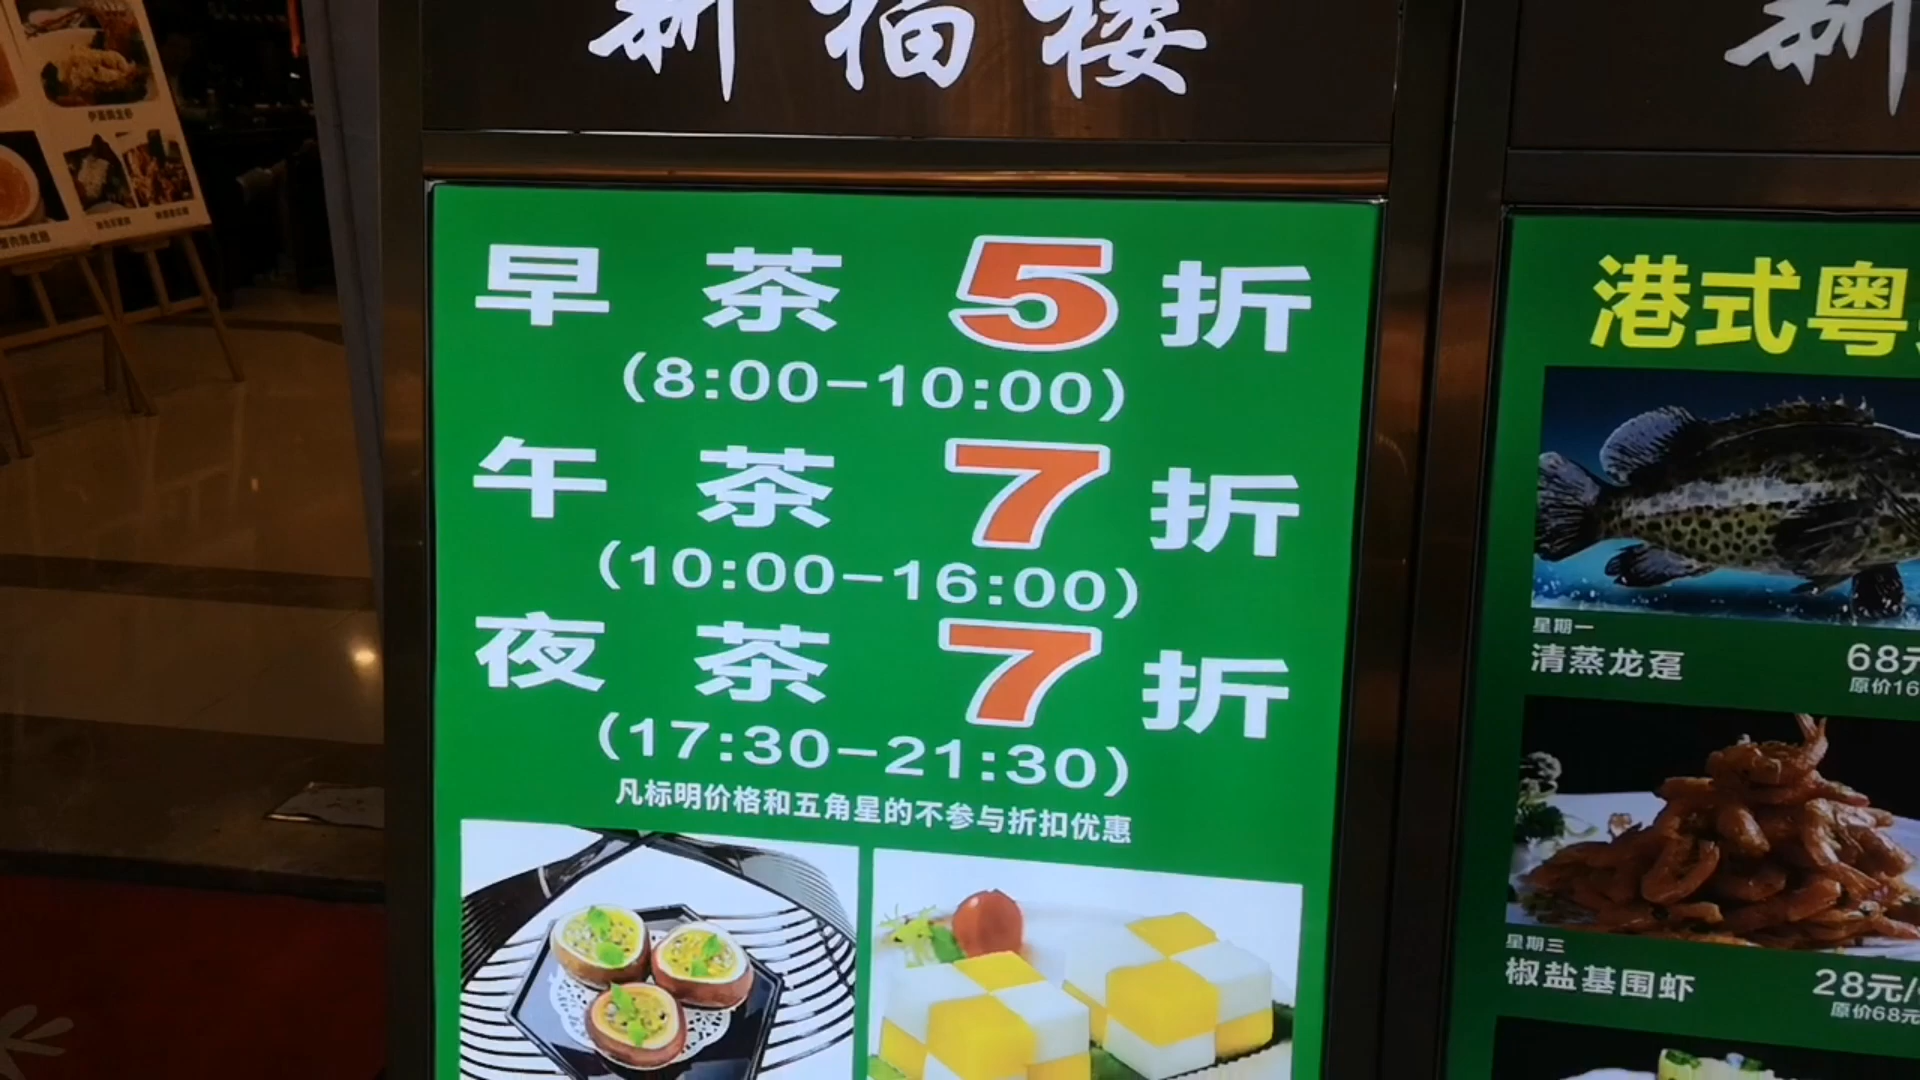 新福楼
早茶5折
(8:00-10:00)
午茶7折
(10:00-16:00)
夜茶7折
(17:30-21:30)
凡标明价格和五角星的不参与折扣优惠
新
港式粤
星期一
清蒸龙趸
68元
原价16
星期三
椒盐基围虾
28元/
原价68元